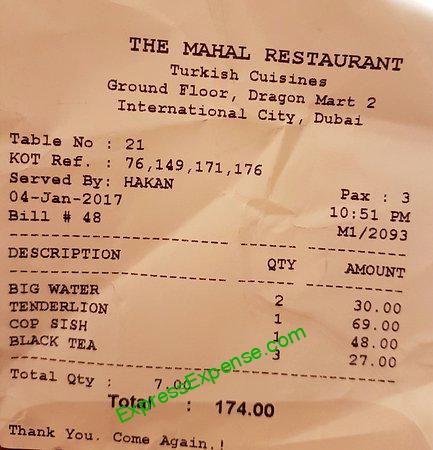 THE MAHAL RESTAURANT
Turkish Cuisines
Ground Floor, Dragon Mart 2
International City, Dubai
Table No : 21
KOT Ref. : 76,149,171,176
Served By: HAKAN
Pax : 3
04-Jan-2017 10:51 PM
Bill # 48 M1/2093
DESCRIPTION QTY AMOUNT
BIG WATER 2 30.00
TENDERLION 1 69.00
COP SISH 1 48.00
BLACK TEA 3 27.00
Total Qty : 7.00
Total : 174.00
Thank You. Come Again.!
ExpressExpense.com